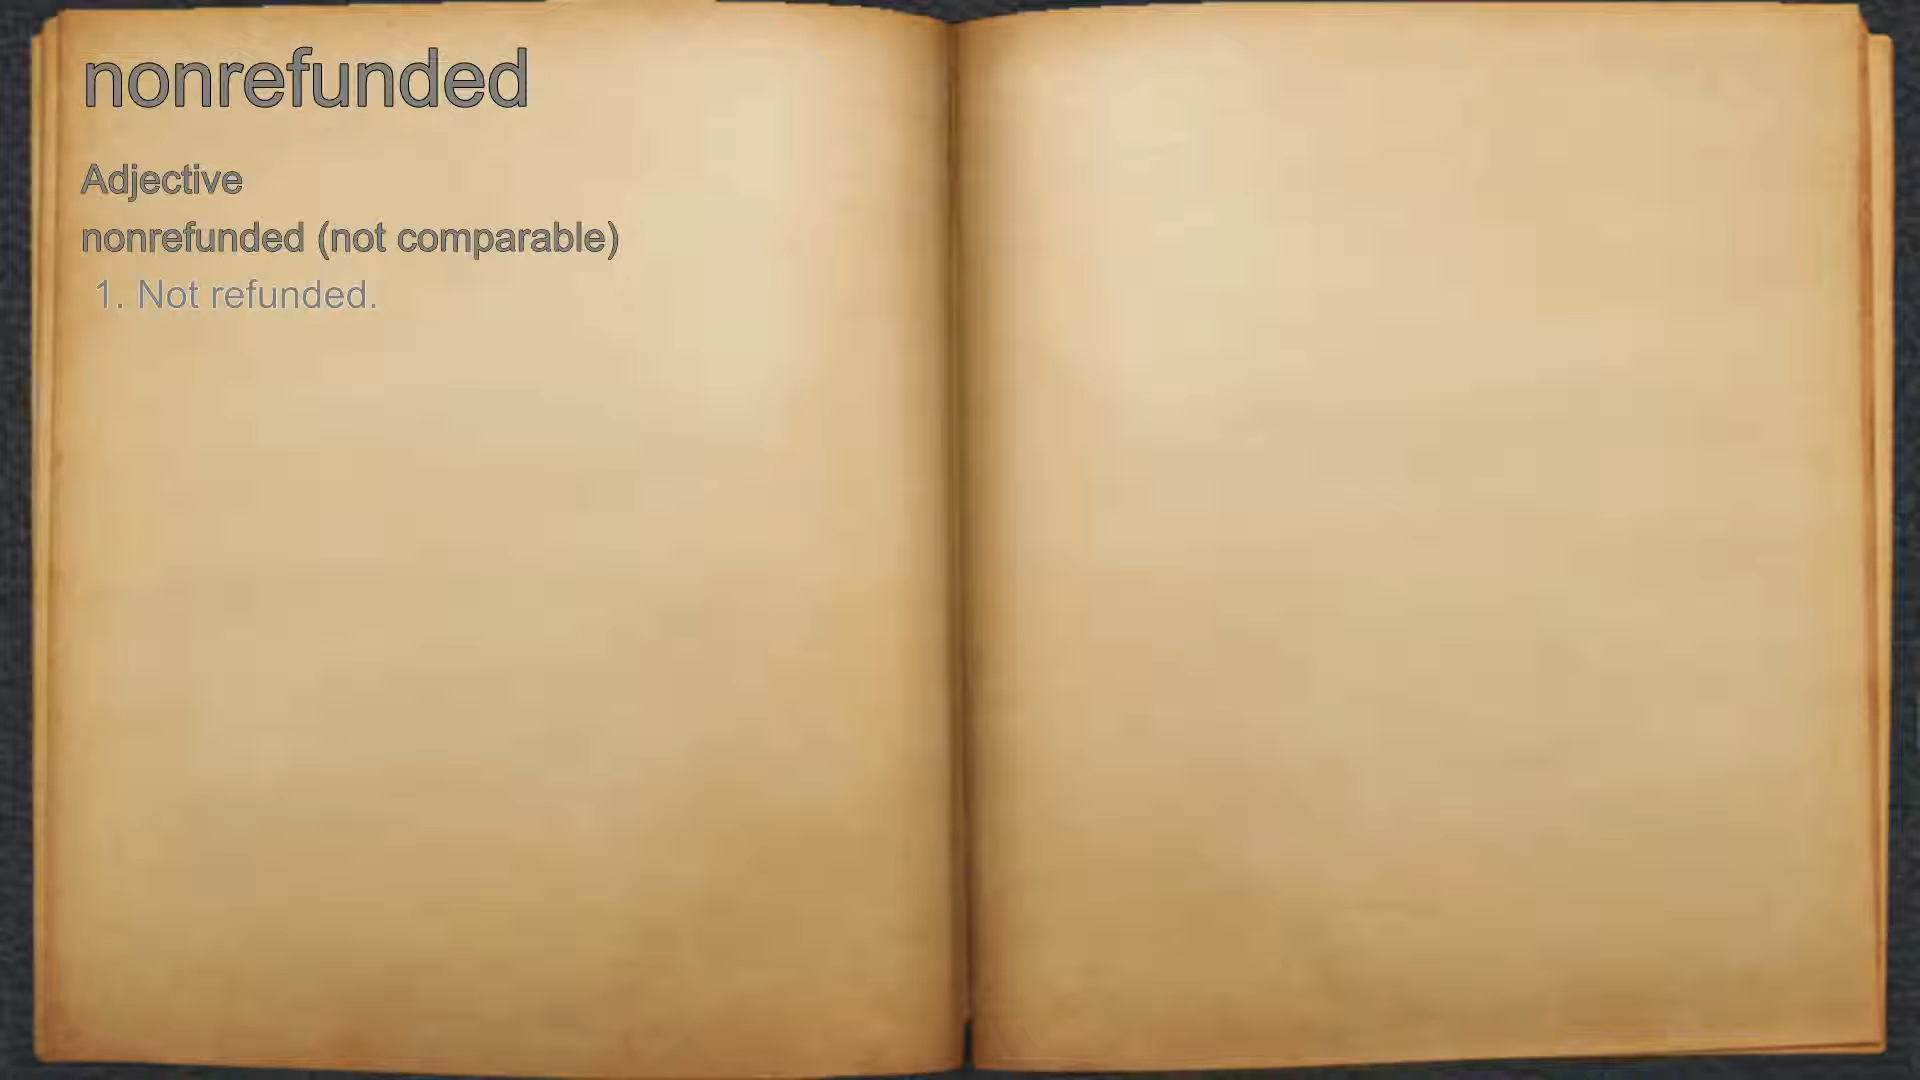 nonrefunded
Adjective
nonrefunded (not comparable)
1. Not refunded.